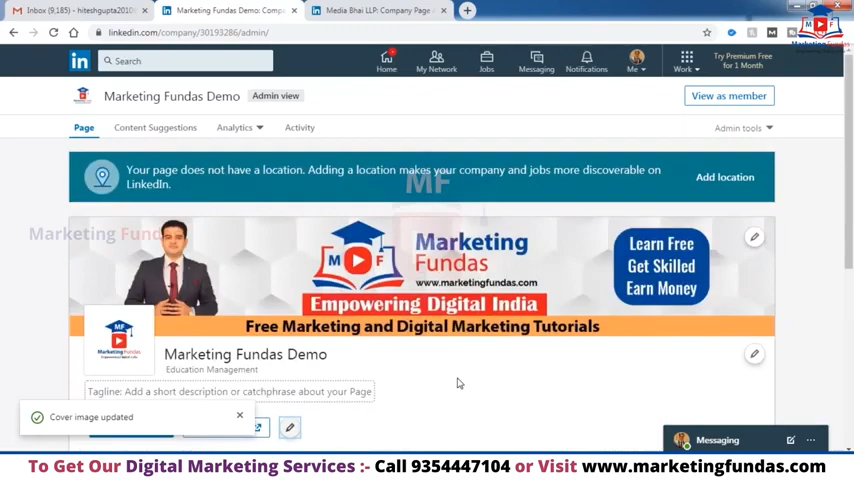 Inbox (9,185) - hiteshgupta2010
Marketing Fundas Demo: Compa
Media Bhai LLP: Company Page
linkedin.com/company/30193286/admin/
Search
Home
My Network
Jobs
Messaging
Notifications
Me
Work
Try Premium Free
for 1 Month
Marketing Fundas Demo
Admin view
View as member
Page
Content Suggestions
Analytics
Activity
Admin tools
Your page does not have a location. Adding a location makes your company and jobs more discoverable on
LinkedIn.
Add location
MF
Marketing Fund
M F
Marketing
Fundas
www.marketingfundas.com
Empowering Digital India
Learn Free
Get Skilled
Earn Money
Free Marketing and Digital Marketing Tutorials
MF
Marketing
Fundas
Marketing Fundas Demo
Education Management
Tagline: Add a short description or catchphrase about your Page
Cover image updated
Messaging
To Get Our Digital Marketing Services :- Call 9354447104 or Visit www.marketingfundas.com